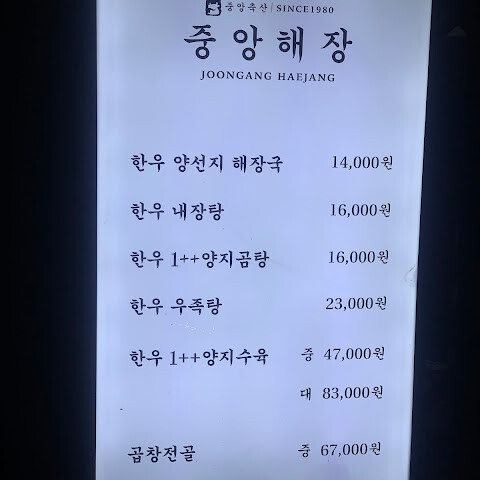 중앙축산 | SINCE1980
중앙해장
JOONGANG HAEJANG
한우 양선지 해장국 14,000원
한우 내장탕 16,000원
한우 1++양지곰탕 16,000원
한우 우족탕 23,000원
한우 1++양지수육 중 47,000원
대 83,000원
곱창전골 중 67,000원